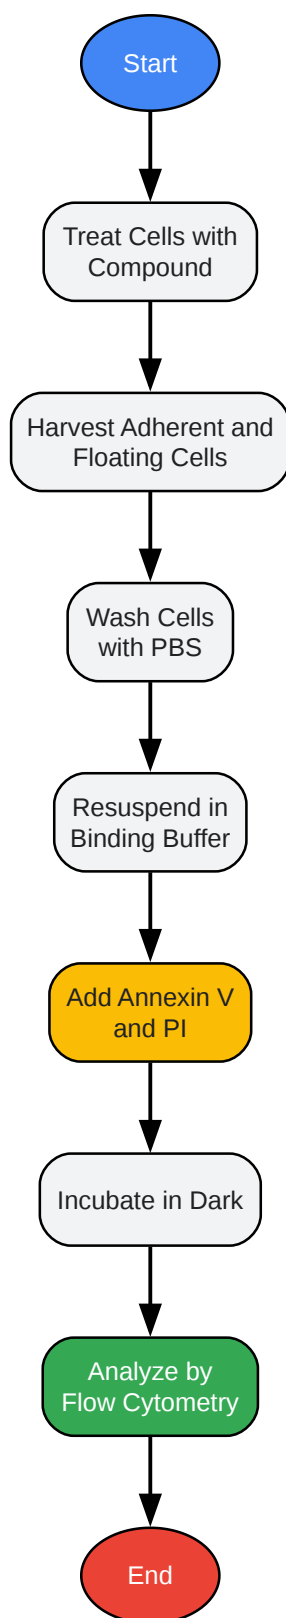 Start
Treat Cells with
Compound
Harvest Adherent and
Floating Cells
Wash Cells
with PBS
Resuspend in
Binding Buffer
Add Annexin V
and PI
Incubate in Dark
Analyze by
Flow Cytometry
End